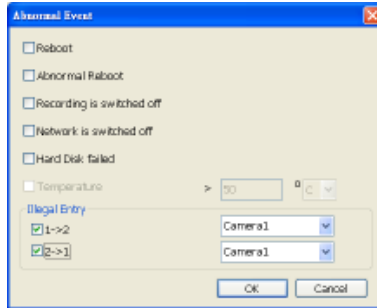 Abnormal Event
Reboot
Abnormal Reboot
Recording is switched off
Network is switched off
Hard Disk failed
Temperature > 50 ° C
Illegal Entry
1->2 Camera1
2->1 Camera1
OK Cancel